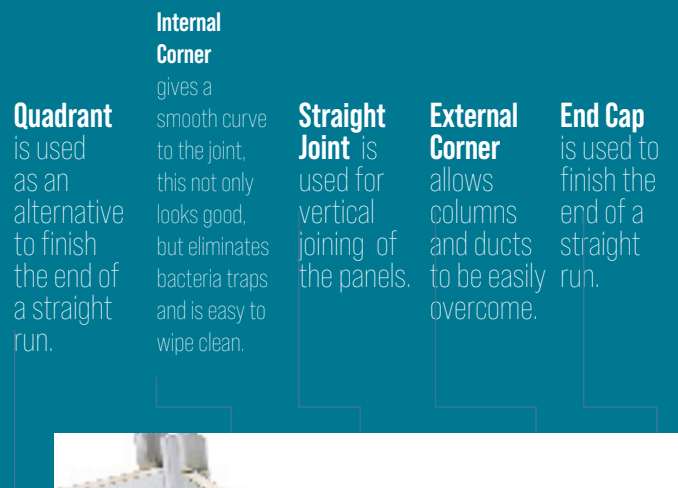 Quadrant
is used
as an
alternative
to finish
the end of
a straight
run.
Internal
Corner
gives a
smooth curve
to the joint,
this not only
looks good,
but eliminates
bacteria traps
and is easy to
wipe clean.
Straight
Joint is
used for
vertical
joining of
the panels.
External
Corner
allows
columns
and ducts
to be easily
overcome.
End Cap
is used to
finish the
end of a
straight
run.